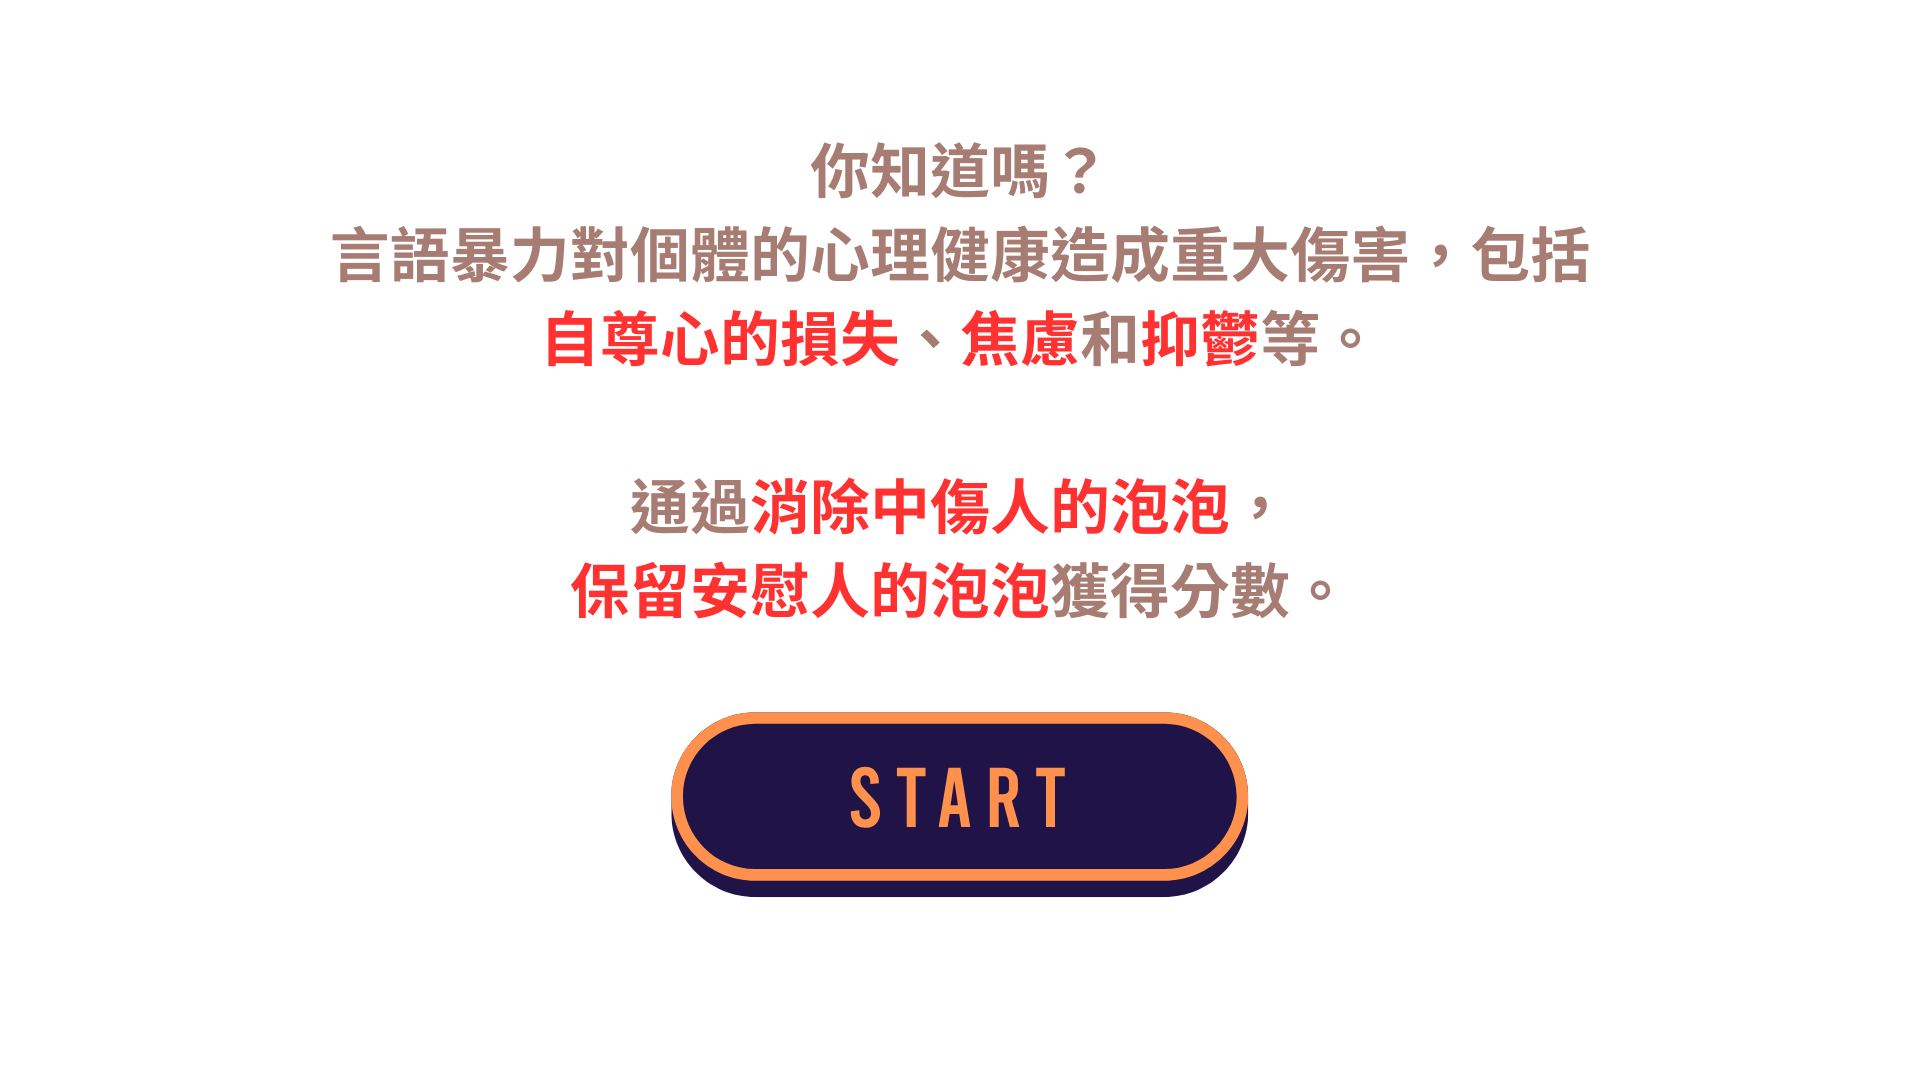 你知道嗎？
言語暴力對個體的心理健康造成重大傷害，包括
自尊心的損失、焦慮和抑鬱等。
通過消除中傷人的泡泡，
保留安慰人的泡泡獲得分數。
START